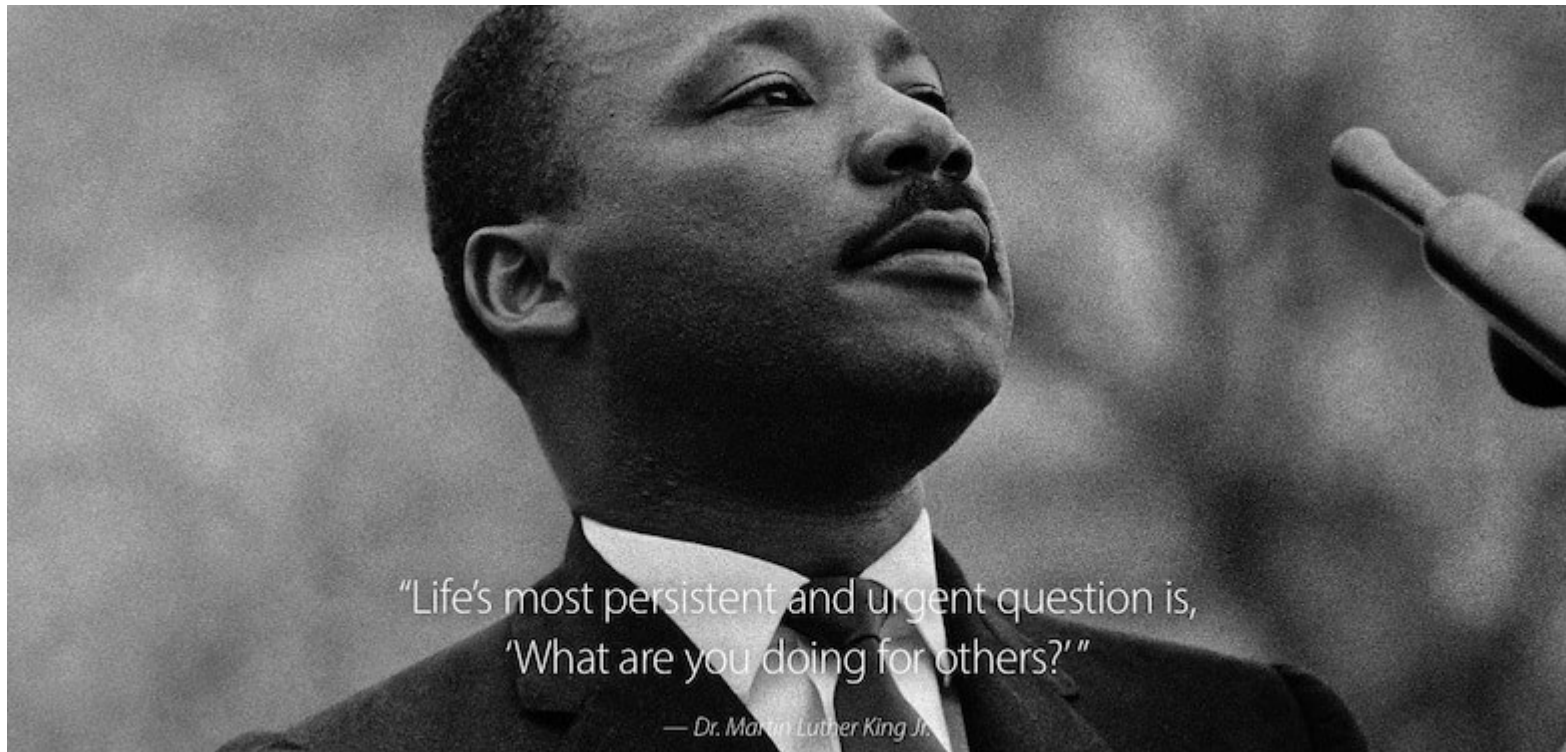 “Life’s most persistent and urgent question is,
‘What are you doing for others?’”
— Dr. Martin Luther King Jr.